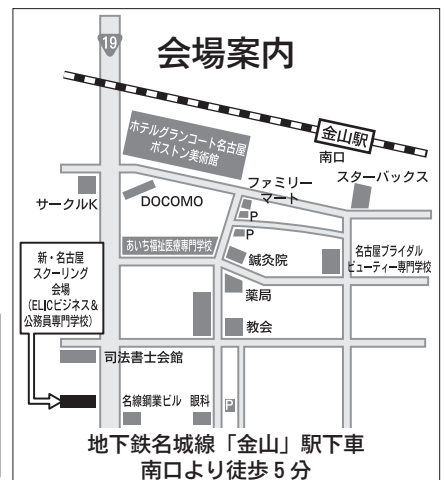 会場案内
19
金山駅
南口
ホテルグランコート名古屋
ボストン美術館
ファミリー
マート
スターバックス
サークルK
DOCOMO
P
P
あいち福祉医療専門学校
鍼灸院
名古屋ブライダル
ビューティー専門学校
新・名古屋
スクーリング
会場
(ELICビジネス&
公務員専門学校)
薬局
教会
司法書士会館
名線鋼業ビル
眼科
P
地下鉄名城線「金山」駅下車
南口より徒歩5分